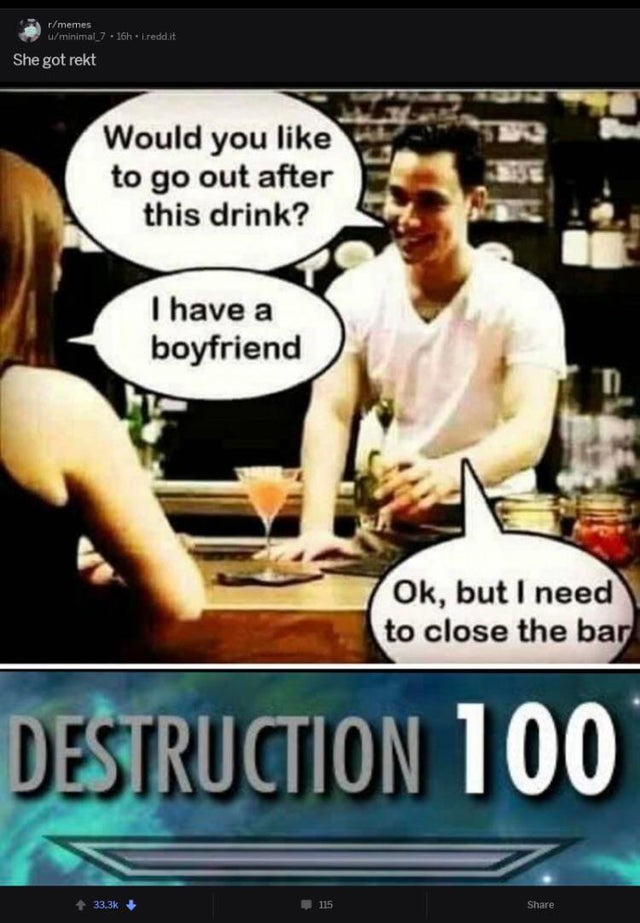 r/memes
u/minimal_7 • 16h • i.redd.it
She got rekt
Would you like
to go out after
this drink?
I have a
boyfriend
Ok, but I need
to close the bar
DESTRUCTION 100
33.3k
115
Share